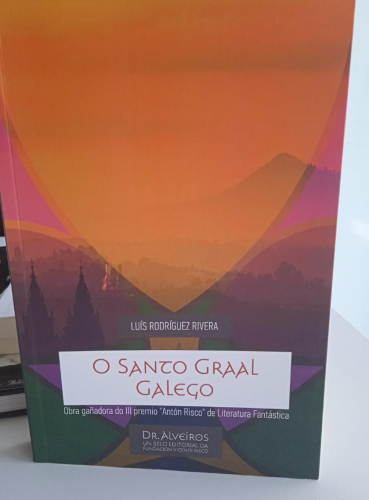 LUÍS RODRÍGUEZ RIVERA
O SANTO GRAAL
GALEGO
Obra gañadora do III premio "Antón Risco" de Literatura Fantástica
DR. ALVEIROS
UN SELO EDITORIAL DA
FUNDACIÓN VICENTE RISCO